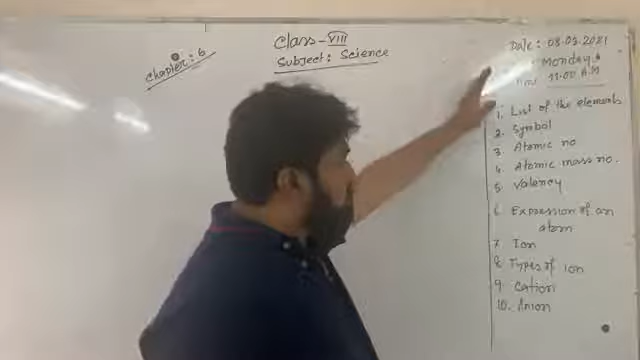 Chapter: 6
Class - VIII
Subject: Science
Date: 08.03.2021
Monday
11:00 A.M
1. List of the elements
2. Symbol
3. Atomic no
4. Atomic mass no.
5. Valency
6. Expression of an
atom
7. Ion
8. Types of ion
9. Cation
10. Anion